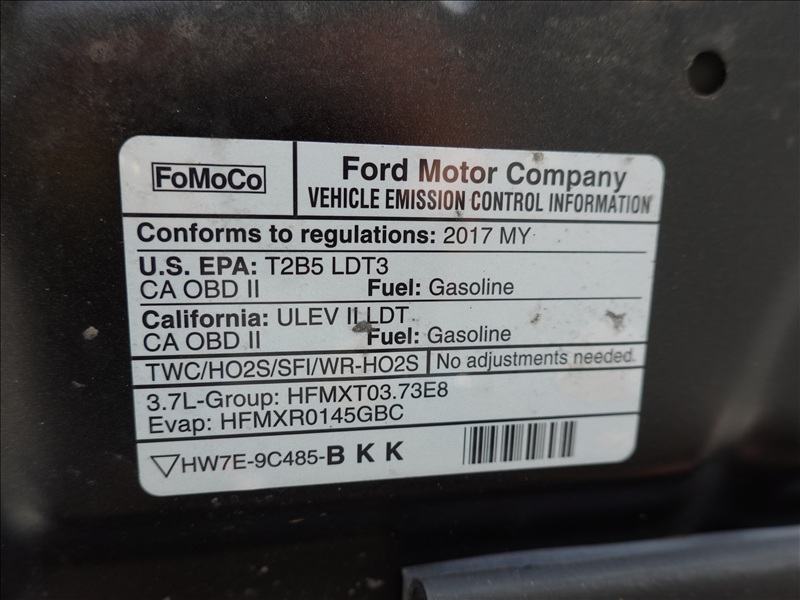 FoMoCo
Ford Motor Company
VEHICLE EMISSION CONTROL INFORMATION
Conforms to regulations: 2017 MY
U.S. EPA: T2B5 LDT3
CA OBD II Fuel: Gasoline
California: ULEV II LDT
CA OBD II Fuel: Gasoline
TWC/HO2S/SFI/WR-HO2S No adjustments needed.
3.7L-Group: HFMXT03.73E8
Evap: HFMXR0145GBC
HW7E-9C485-B K K